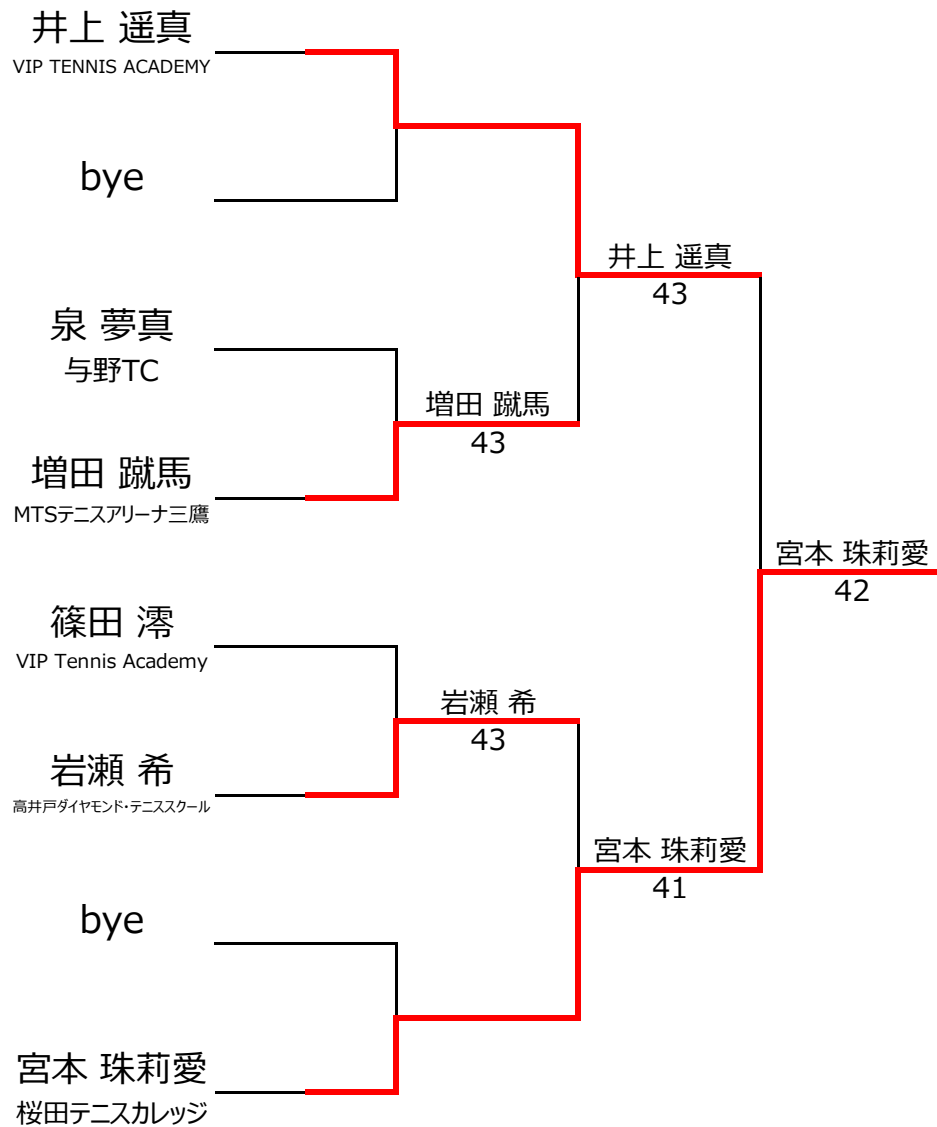 井上 遥真
VIP TENNIS ACADEMY
bye
井上 遥真
43
泉 夢真
与野TC
増田 蹴馬
43
増田 蹴馬
MTSテニスアリーナ三鷹
宮本 珠莉愛
42
篠田 澪
VIP Tennis Academy
岩瀬 希
43
岩瀬 希
高井戸ダイヤモンド・テニススクール
宮本 珠莉愛
41
bye
宮本 珠莉愛
桜田テニスカレッジ